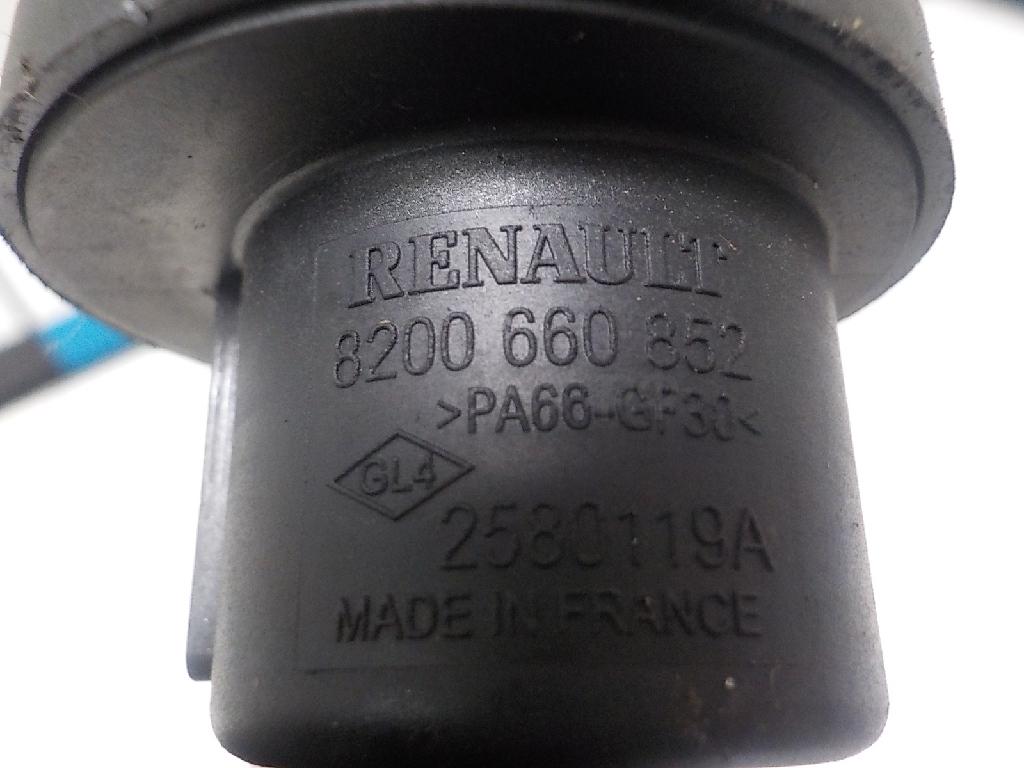 RENAULT
8200 660 852
>PA66-GF30<
GL4
2580119A
MADE IN FRANCE